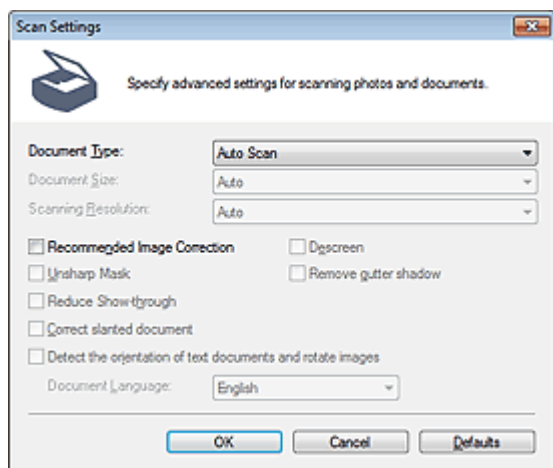 Scan Settings
Specify advanced settings for scanning photos and documents.
Document Type: Auto Scan
Document Size: Auto
Scanning Resolution: Auto
Recommended Image Correction Descreen
Unsharp Mask Remove gutter shadow
Reduce Show-through
Correct slanted document
Detect the orientation of text documents and rotate images
Document Language: English
OK Cancel Defaults